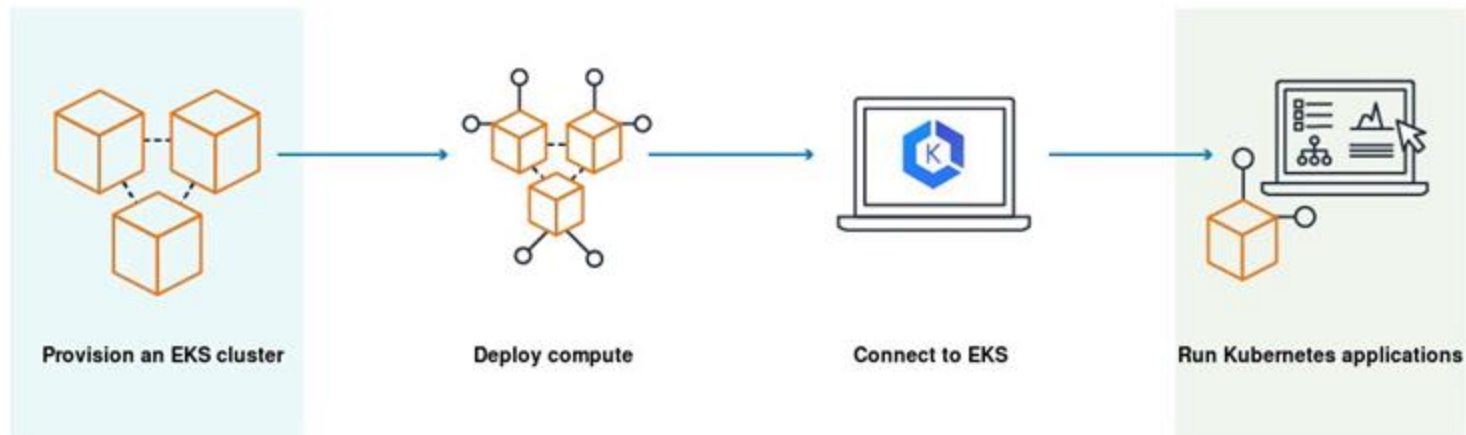 K
Provision an EKS cluster
Deploy compute
Connect to EKS
Run Kubernetes applications